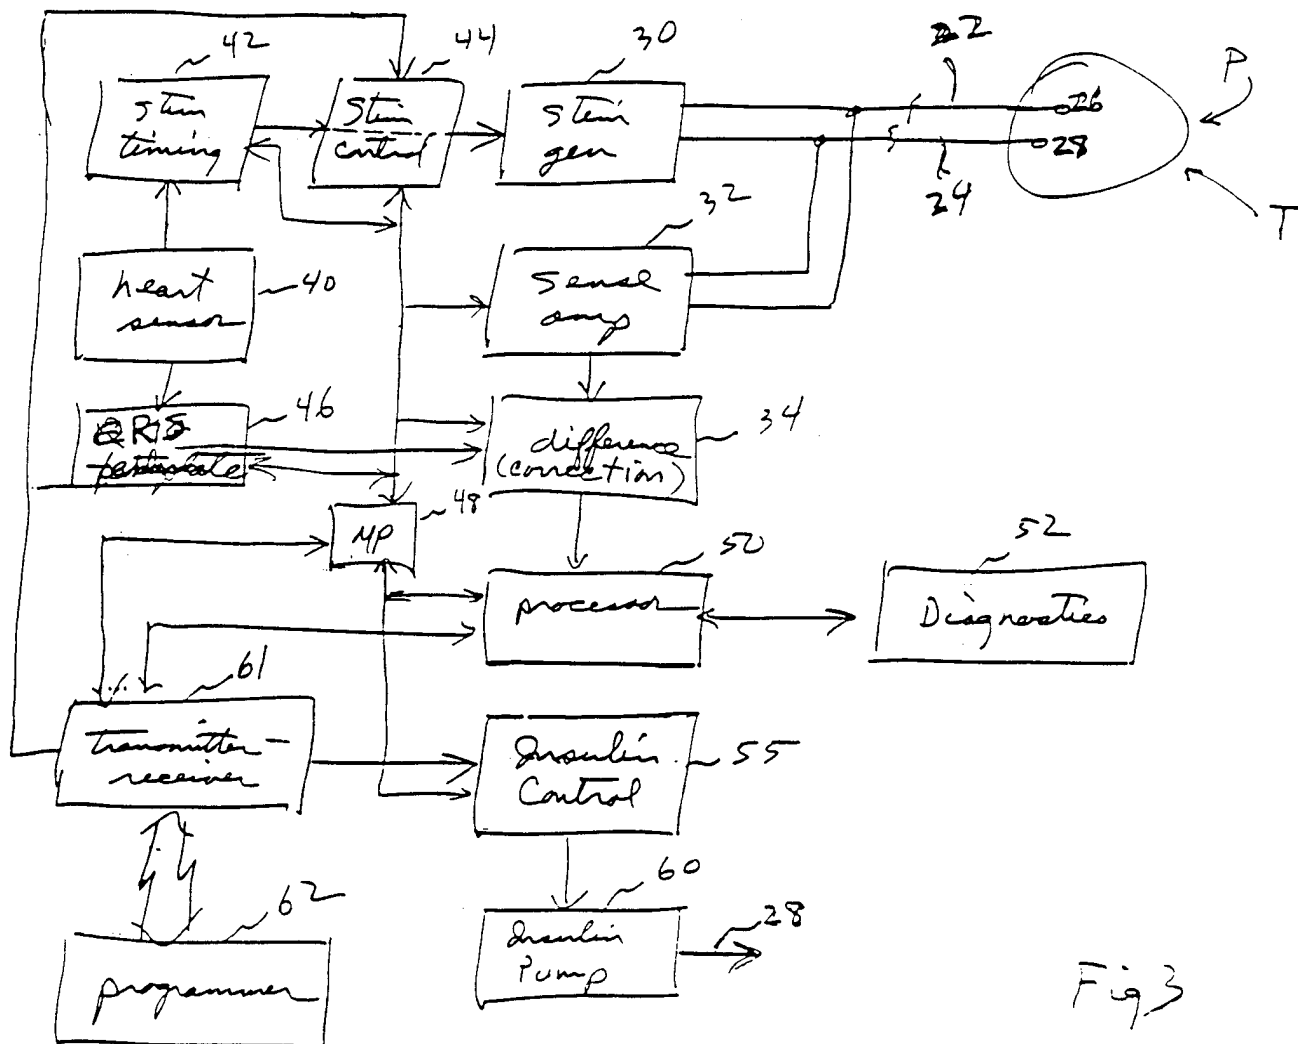 42
44
30
22
P
Stim
timing
Stim
control
Stim
gen
26
28
24
T
32
heart
sensor
40
Sense
amp
QRS
46
difference
(correction)
34
μP
48
50
52
processor
Diagnostics
61
transmitter-
receiver
Insulin
Control
55
62
60
28
programmer
Insulin
Pump
Fig 3